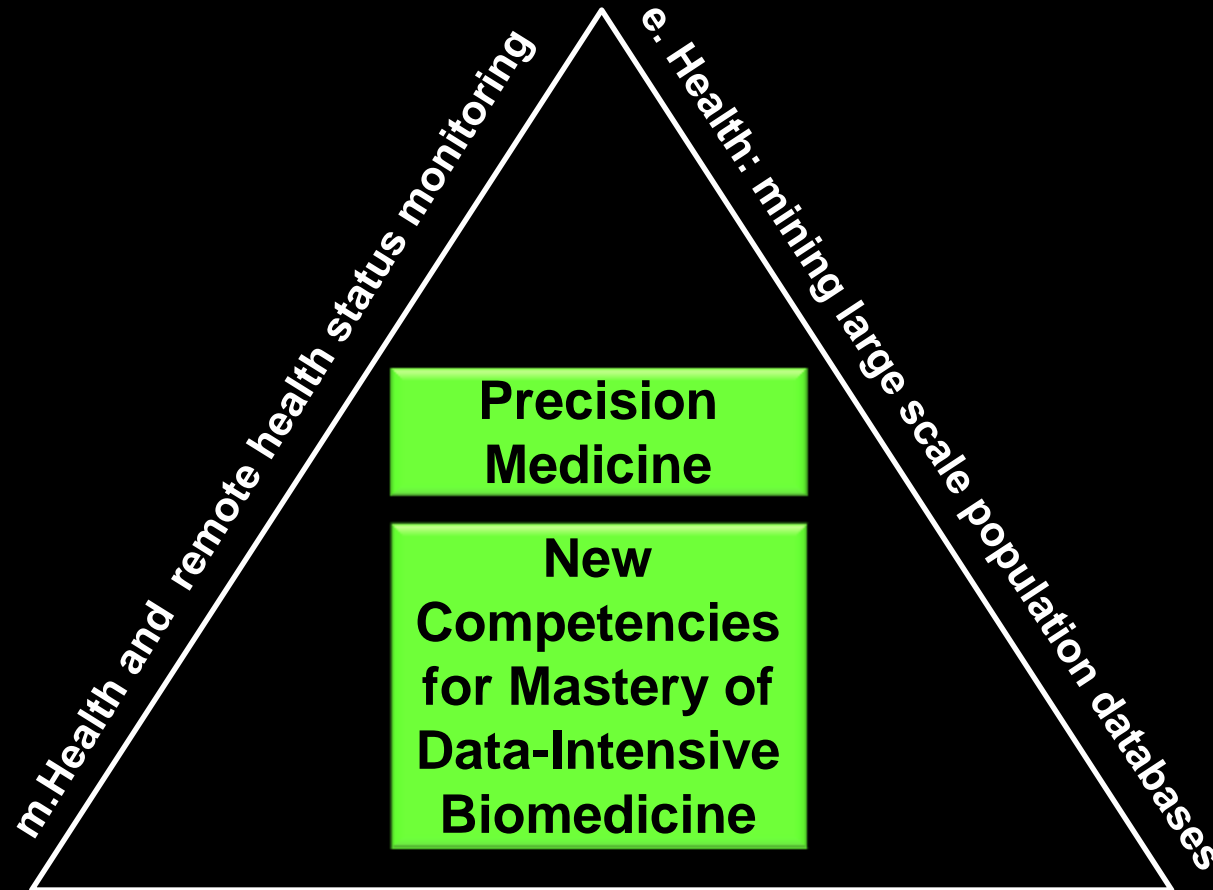 m.Health and remote health status monitoring
e. Health: mining large scale population databases
Precision
Medicine
New
Competencies
for Mastery of
Data-Intensive
Biomedicine